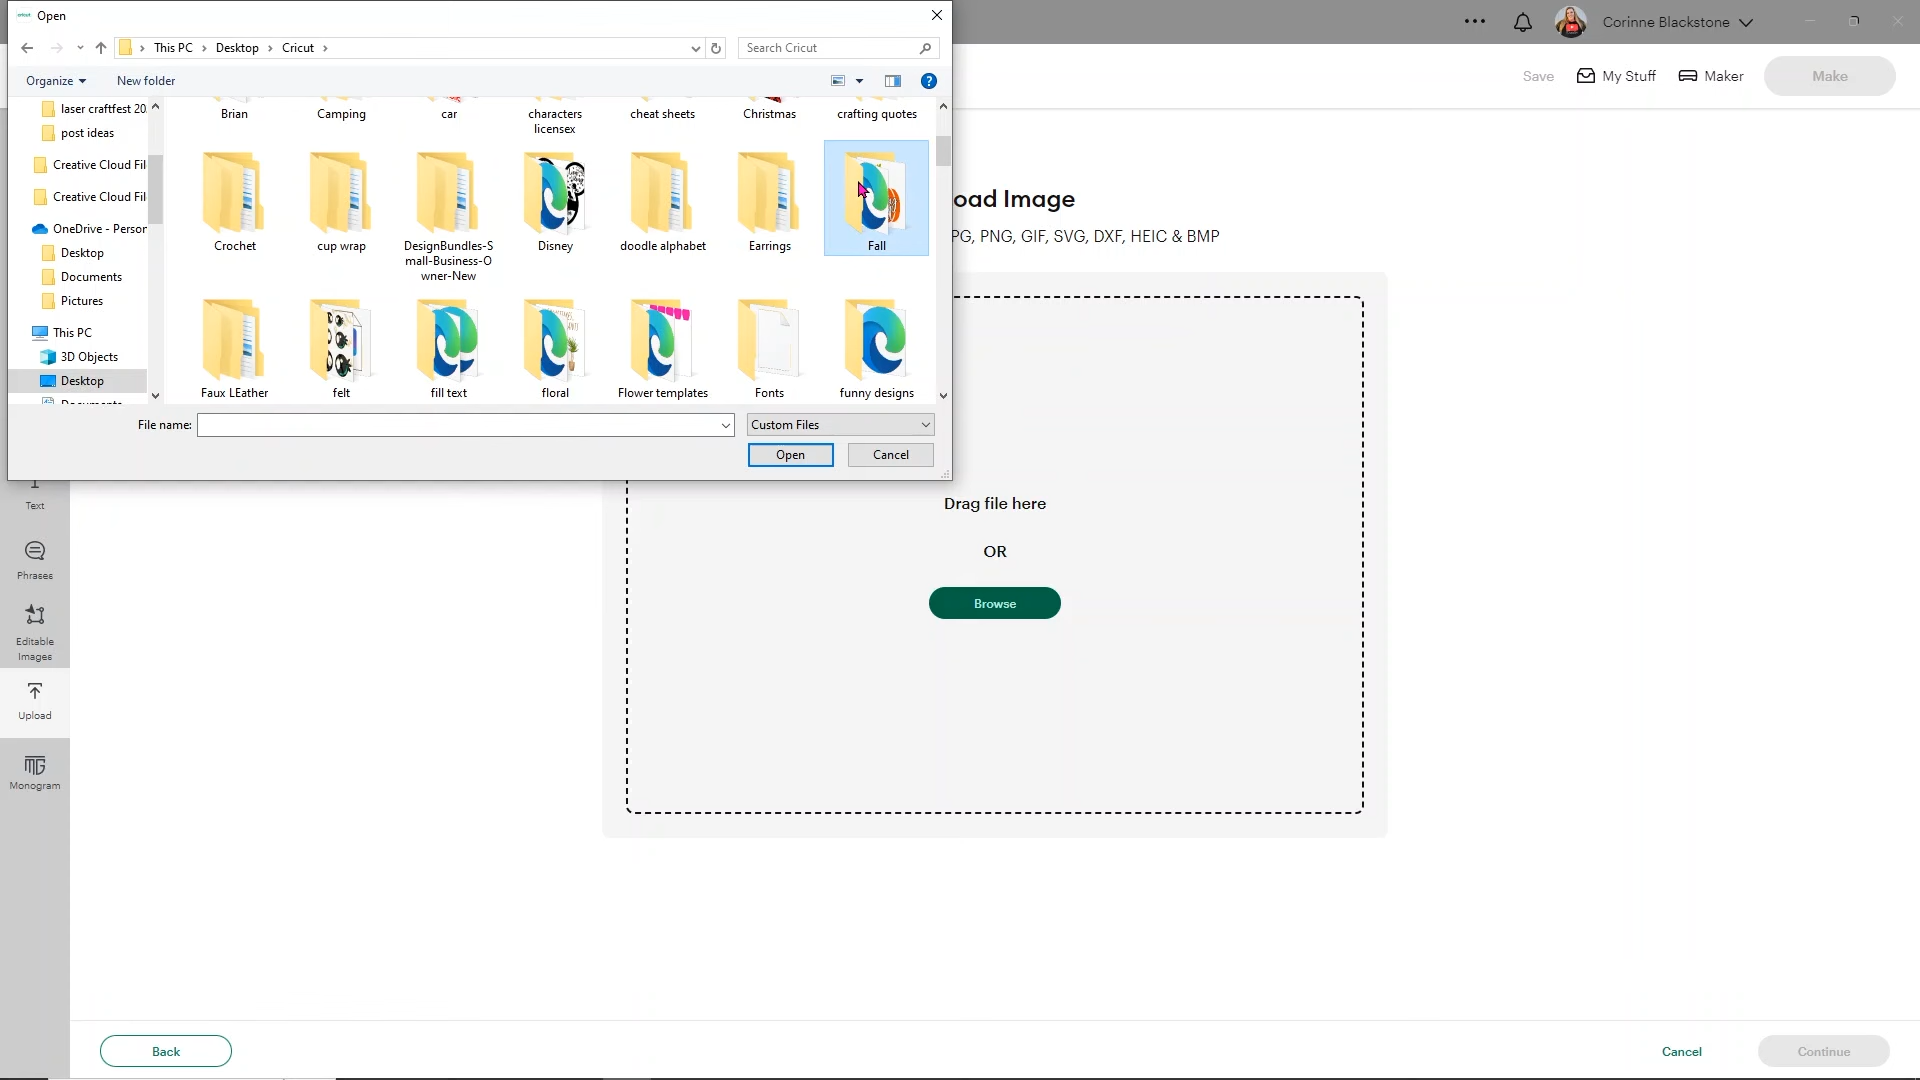 cricut Open
Corinne Blackstone
This PC Desktop Cricut
Search Cricut
Organize New folder
Save My Stuff Maker Make
laser craftfest 20
post ideas
Creative Cloud Fil
Creative Cloud Fil
OneDrive - Person
Desktop
Documents
Pictures
This PC
3D Objects
Desktop
Documents
Brian Camping car characters licensex cheat sheets Christmas crafting quotes
Crochet cup wrap DesignBundles-S
mall-Business-O
wner-New Disney doodle alphabet Earrings Fall
Faux LEather felt fill text floral Flower templates Fonts funny designs
File name: Custom Files
Open Cancel
oad Image
PG, PNG, GIF, SVG, DXF, HEIC & BMP
Drag file here
OR
Browse
Text
Phrases
Editable
Images
Upload
Monogram
Back Cancel Continue